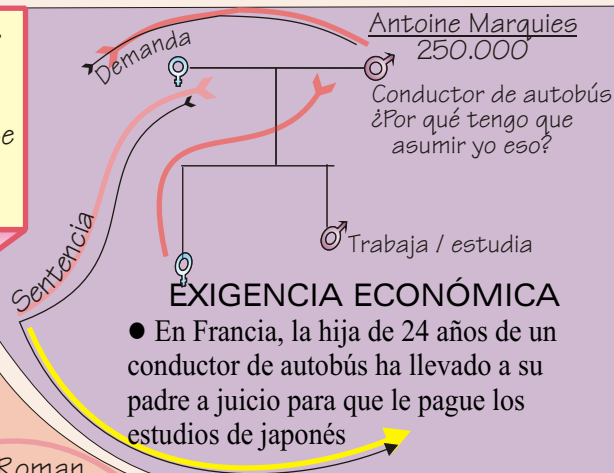 Demanda
Antoine Marquies
250.000
Conductor de autobús
¿Por qué tengo que
asumir yo eso?
Sentencia
Trabaja / estudia
EXIGENCIA ECONÓMICA
● En Francia, la hija de 24 años de un
conductor de autobús ha llevado a su
padre a juicio para que le pague los
estudios de japonés
Roman